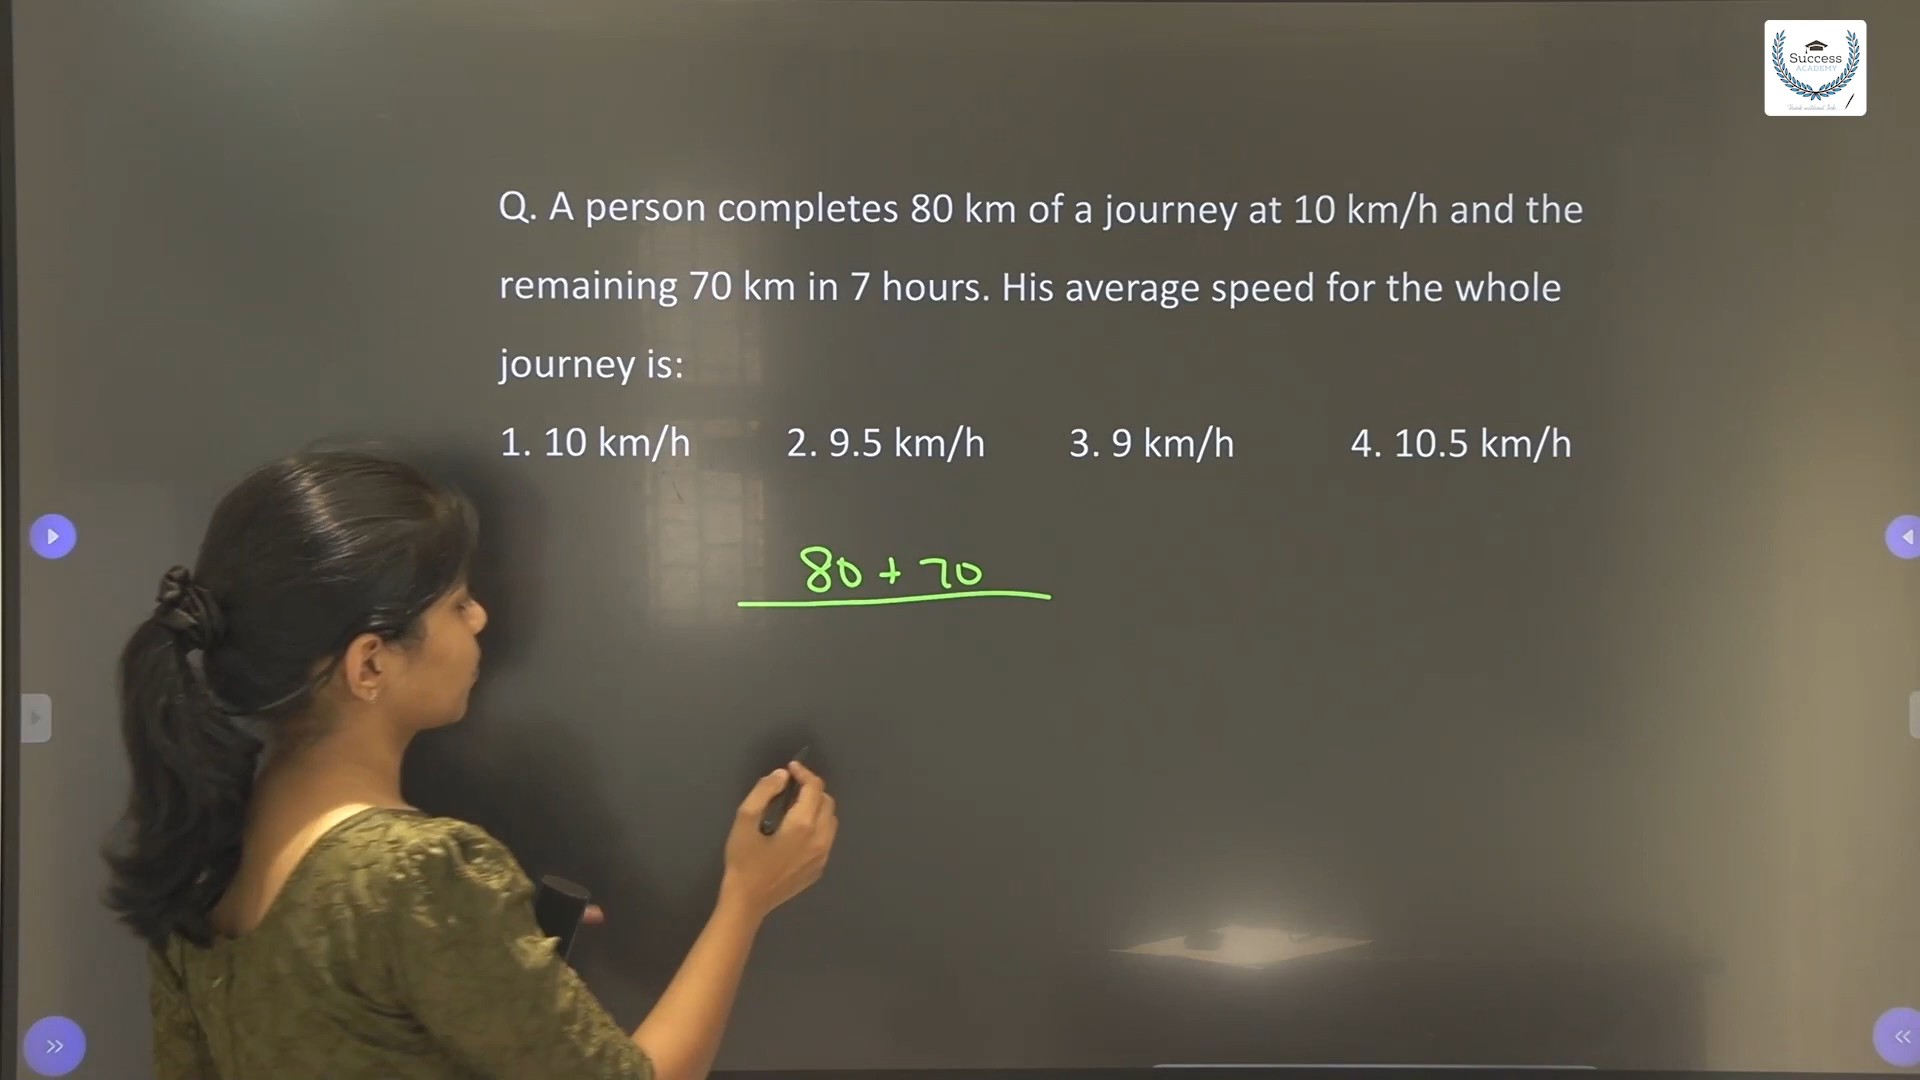 Success
ACADEMY
Q. A person completes 80 km of a journey at 10 km/h and the
remaining 70 km in 7 hours. His average speed for the whole
journey is:
1. 10 km/h 2. 9.5 km/h 3. 9 km/h 4. 10.5 km/h
80 + 70